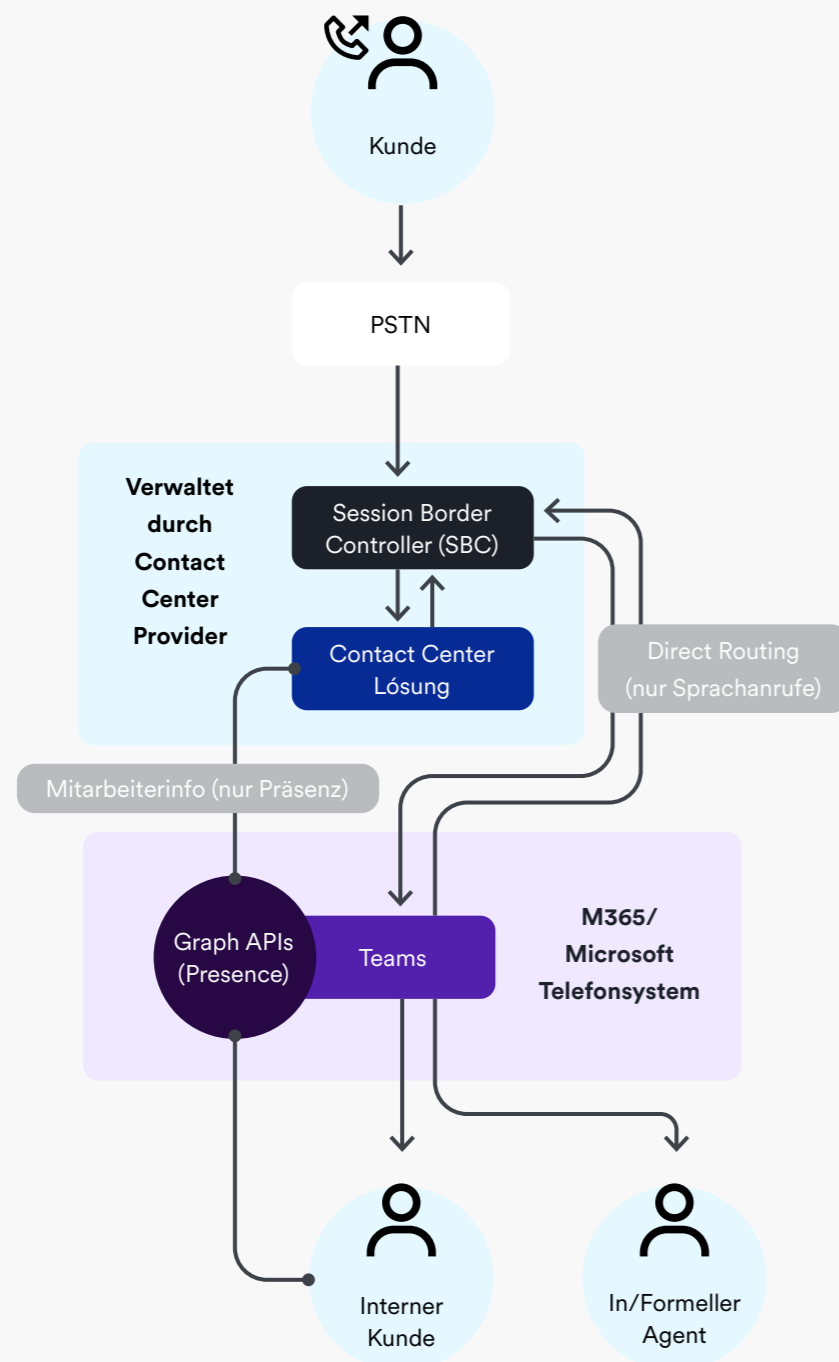 Kunde
PSTN
Verwaltet
durch
Contact
Center
Provider
Session Border
Controller (SBC)
Contact Center
Lósung
Direct Routing
(nur Sprachanrufe)
Mitarbeiterinfo (nur Präsenz)
Graph APIs
(Presence)
Teams
M365/
Microsoft
Telefonsystem
Interner
Kunde
In/Formeller
Agent